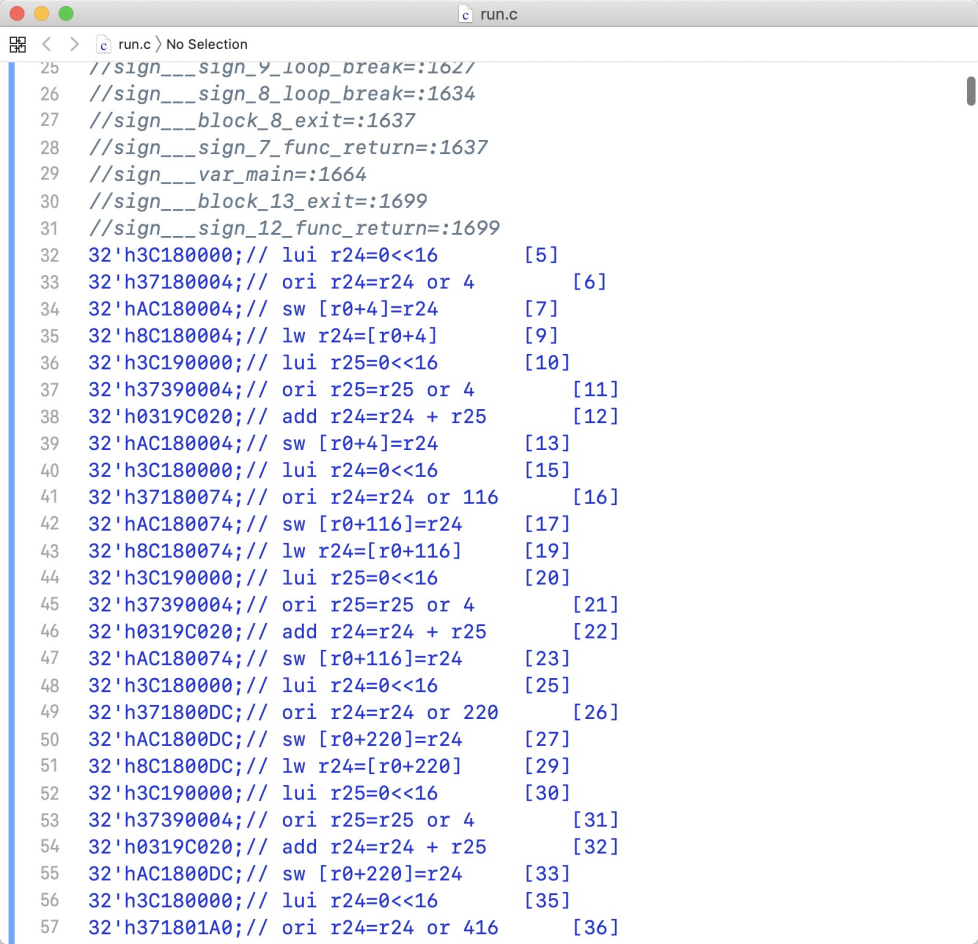 run.c
run.c 〉No Selection
25 //sign___sign_9_loop_break=:1627
26 //sign___sign_8_loop_break=:1634
27 //sign___block_8_exit=:1637
28 //sign___sign_7_func_return=:1637
29 //sign___var_main=:1664
30 //sign___block_13_exit=:1699
31 //sign___sign_12_func_return=:1699
32 32'h3C180000;// lui r24=0<<16 [5]
33 32'h37180004;// ori r24=r24 or 4 [6]
34 32'hAC180004;// sw [r0+4]=r24 [7]
35 32'h8C180004;// lw r24=[r0+4] [9]
36 32'h3C190000;// lui r25=0<<16 [10]
37 32'h37390004;// ori r25=r25 or 4 [11]
38 32'h0319C020;// add r24=r24 + r25 [12]
39 32'hAC180004;// sw [r0+4]=r24 [13]
40 32'h3C180000;// lui r24=0<<16 [15]
41 32'h37180074;// ori r24=r24 or 116 [16]
42 32'hAC180074;// sw [r0+116]=r24 [17]
43 32'h8C180074;// lw r24=[r0+116] [19]
44 32'h3C190000;// lui r25=0<<16 [20]
45 32'h37390004;// ori r25=r25 or 4 [21]
46 32'h0319C020;// add r24=r24 + r25 [22]
47 32'hAC180074;// sw [r0+116]=r24 [23]
48 32'h3C180000;// lui r24=0<<16 [25]
49 32'h371800DC;// ori r24=r24 or 220 [26]
50 32'hAC1800DC;// sw [r0+220]=r24 [27]
51 32'h8C1800DC;// lw r24=[r0+220] [29]
52 32'h3C190000;// lui r25=0<<16 [30]
53 32'h37390004;// ori r25=r25 or 4 [31]
54 32'h0319C020;// add r24=r24 + r25 [32]
55 32'hAC1800DC;// sw [r0+220]=r24 [33]
56 32'h3C180000;// lui r24=0<<16 [35]
57 32'h371801A0;// ori r24=r24 or 416 [36]